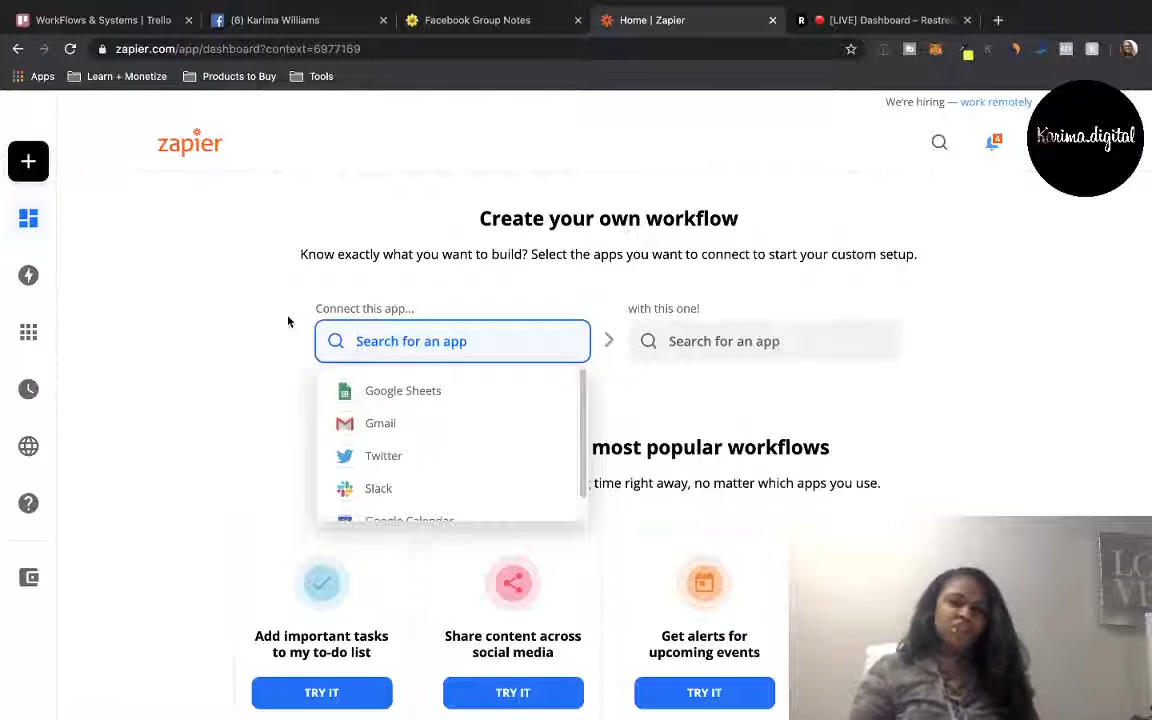 WorkFlows & Systems | Trello
(6) Karima Williams
Facebook Group Notes
Home | Zapier
[LIVE] Dashboard – Restre
zapier.com/app/dashboard?context=6977169
Apps
Learn + Monetize
Products to Buy
Tools
We're hiring — work remotely
zapier
4
Karima.digital
Create your own workflow
Know exactly what you want to build? Select the apps you want to connect to start your custom setup.
Connect this app...
with this one!
Search for an app
Search for an app
Google Sheets
Gmail
Twitter
Slack
Google Calendar
most popular workflows
time right away, no matter which apps you use.
Add important tasks
to my to-do list
Share content across
social media
Get alerts for
upcoming events
TRY IT
TRY IT
TRY IT
LO
VE